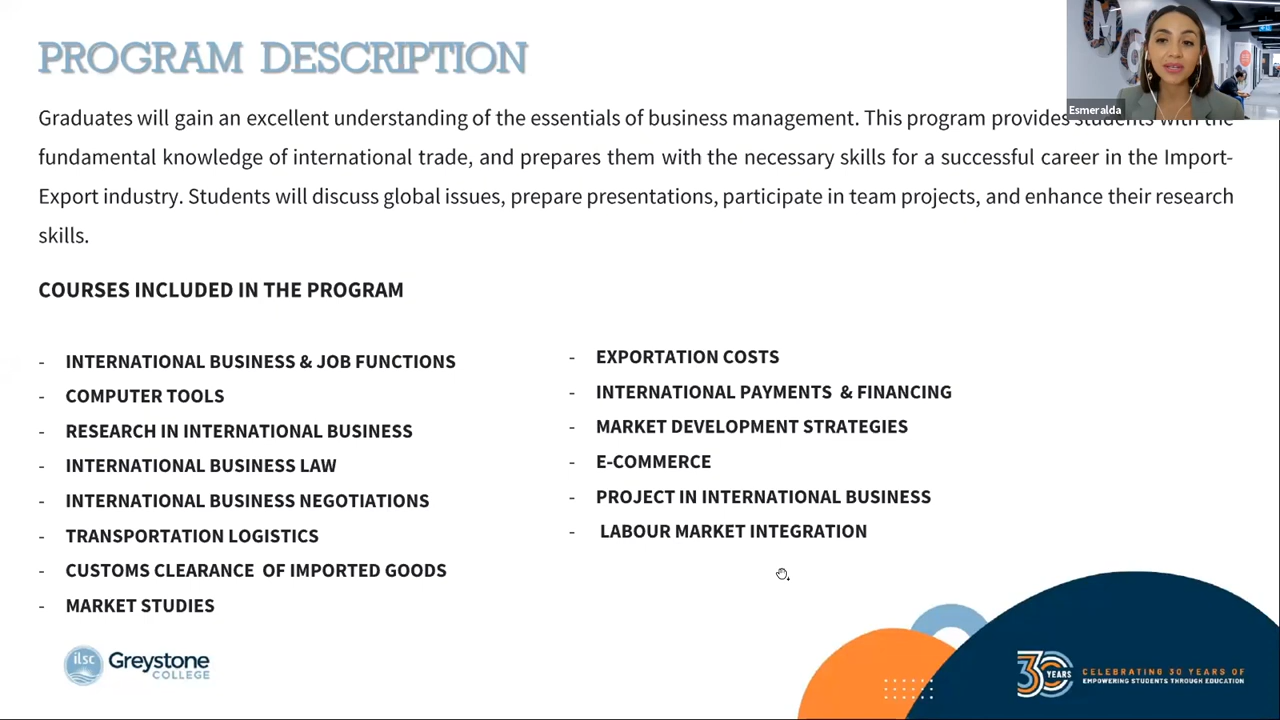 PROGRAM DESCRIPTION
Esmeralda
Graduates will gain an excellent understanding of the essentials of business management. This program provides students with the
fundamental knowledge of international trade, and prepares them with the necessary skills for a successful career in the Import-
Export industry. Students will discuss global issues, prepare presentations, participate in team projects, and enhance their research
skills.
COURSES INCLUDED IN THE PROGRAM
- INTERNATIONAL BUSINESS & JOB FUNCTIONS
- COMPUTER TOOLS
- RESEARCH IN INTERNATIONAL BUSINESS
- INTERNATIONAL BUSINESS LAW
- INTERNATIONAL BUSINESS NEGOTIATIONS
- TRANSPORTATION LOGISTICS
- CUSTOMS CLEARANCE OF IMPORTED GOODS
- MARKET STUDIES
- EXPORTATION COSTS
- INTERNATIONAL PAYMENTS & FINANCING
- MARKET DEVELOPMENT STRATEGIES
- E-COMMERCE
- PROJECT IN INTERNATIONAL BUSINESS
- LABOUR MARKET INTEGRATION
ilsc Greystone
COLLEGE
30 YEARS
CELEBRATING 30 YEARS OF
EMPOWERING STUDENTS THROUGH EDUCATION